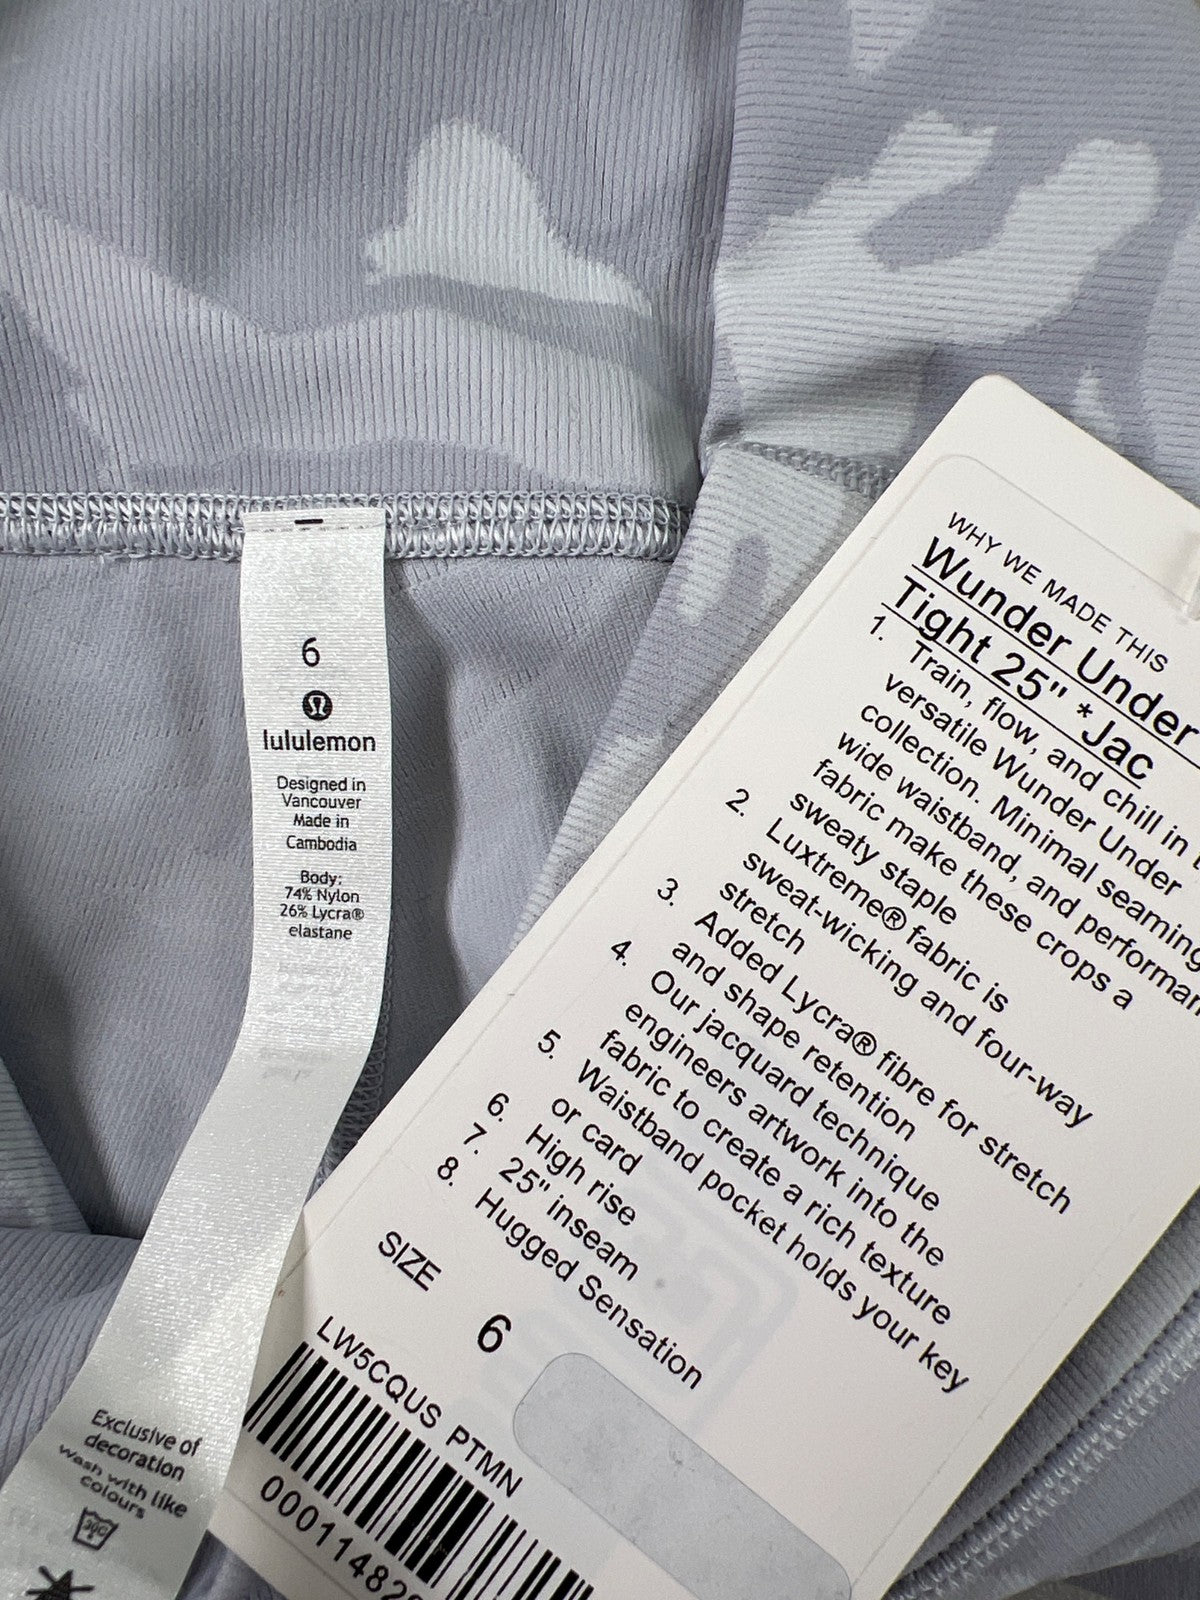 6
lululemon
Designed in
Vancouver
Made in
Cambodia
Body:
74% Nylon
26% Lycra®
elastane
Exclusive of
decoration
Wash with like
colours
WHY WE MADE THIS
Wunder Under
Tight 25" * Jac
1. Train, flow, and chill in
versatile Wunder Under
collection. Minimal seaming
wide waistband, and
fabric make these crops a
sweaty staple
2. Luxtreme® fabric is
sweat-wicking and four-way
stretch
3. Added Lycra® fibre for stretch
and shape retention
4. Our jacquard technique
engineers artwork into the
fabric to create a rich texture
5. Waistband pocket holds your key
or card
6. High rise
7. 25" inseam
8. Hugged Sensation
SIZE
6
LW5CQUS PTMN